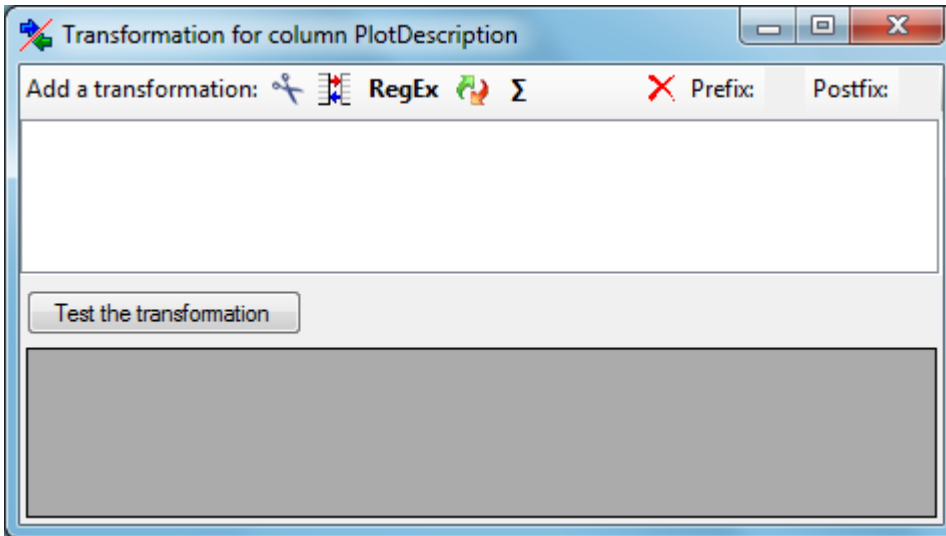 Transformation for column PlotDescription
Add a transformation: RegEx Σ Prefix: Postfix:
Test the transformation